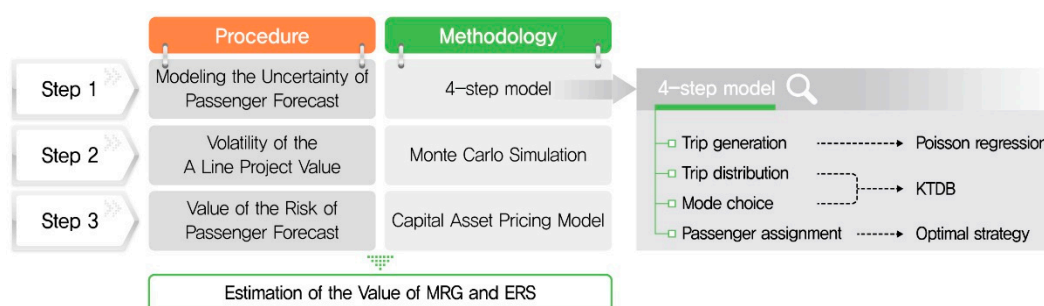 Procedure
Methodology
Step 1
Modeling the Uncertainty of
Passenger Forecast
4-step model
Step 2
Volatility of the
A Line Project Value
Monte Carlo Simulation
Step 3
Value of the Risk of
Passenger Forecast
Capital Asset Pricing Model
Estimation of the Value of MRG and ERS
4-step model
Trip generation
Poisson regression
Trip distribution
Mode choice
KTDB
Passenger assignment
Optimal strategy